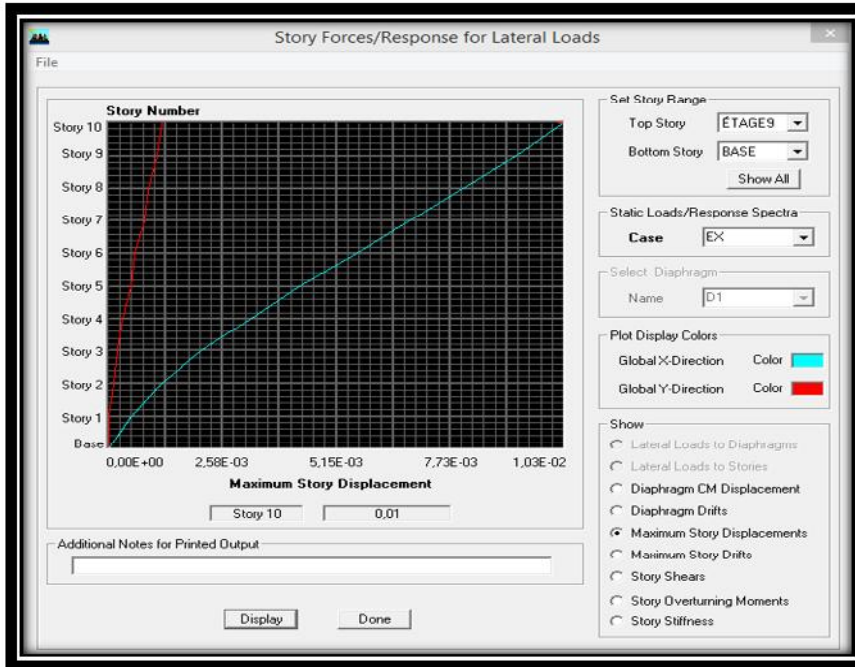 Story Forces/Response for Lateral Loads
File
Story Number
Story 10
Story 9
Story 8
Story 7
Story 6
Story 5
Story 4
Story 3
Story 2
Story 1
Base
0,00E+00 2,58E-03 5,15E-03 7,73E-03 1,03E-02
Maximum Story Displacement
Story 10 0,01
Additional Notes for Printed Output
Display Done
Set Story Range
Top Story ÉTAGE9
Bottom Story BASE
Show All
Static Loads/Response Spectra
Case EX
Select Diaphragm
Name D1
Plot Display Colors
Global X-Direction Color
Global Y-Direction Color
Show
Lateral Loads to Diaphragms
Lateral Loads to Stories
Diaphragm CM Displacement
Diaphragm Drifts
Maximum Story Displacements
Maximum Story Drifts
Story Shears
Story Overturning Moments
Story Stiffness